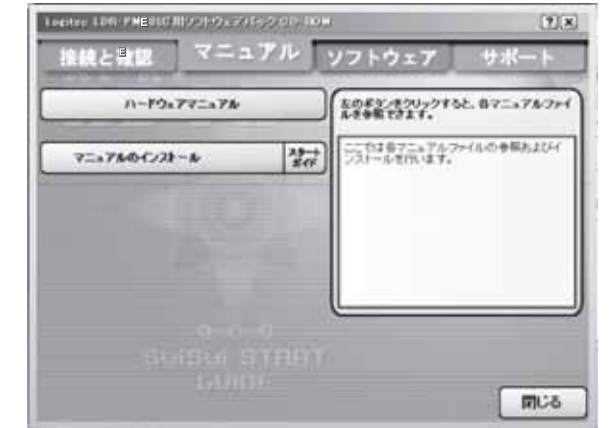 Logitec LDR-PME8U2用ソフトウェアパック CD-ROM
接続と確認
マニュアル
ソフトウェア
サポート
ハードウェアマニュアル
マニュアルのインストール
スタート
ガイド
左のボタンをクリックすると、各マニュアルファイ
ルを参照できます。
ここでは各マニュアルファイルの参照およびイ
ンストールを行います。
SuiSui START
GUIDE
閉じる